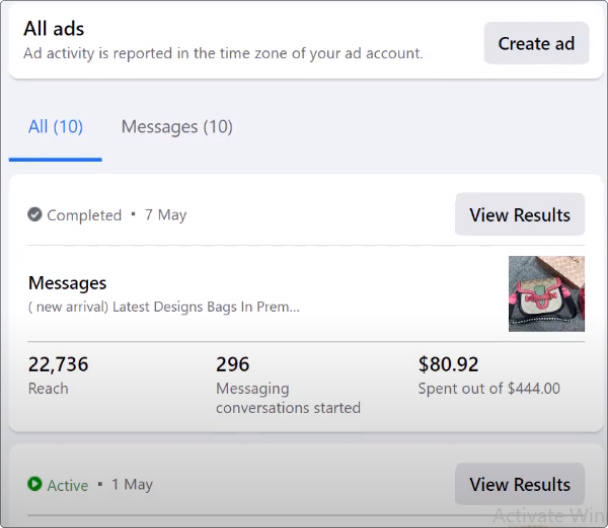 All ads
Ad activity is reported in the time zone of your ad account.
Create ad
All (10)
Messages (10)
Completed • 7 May
View Results
Messages
( new arrival) Latest Designs Bags In Prem...
22,736
Reach
296
Messaging
conversations started
$80.92
Spent out of $444.00
Active • 1 May
View Results
Activate Win